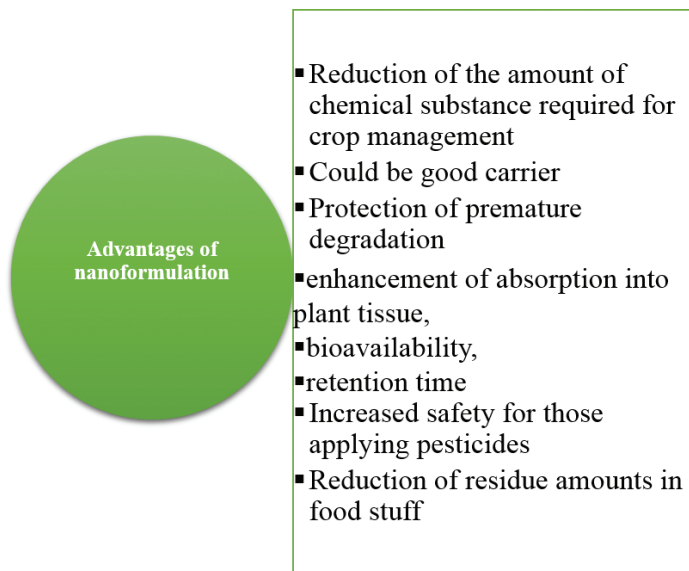 Advantages of
nanoformulation
▪Reduction of the amount of
chemical substance required for
crop management
▪Could be good carrier
▪Protection of premature
degradation
▪enhancement of absorption into
plant tissue,
▪bioavailability,
▪retention time
▪Increased safety for those
applying pesticides
▪Reduction of residue amounts in
food stuff